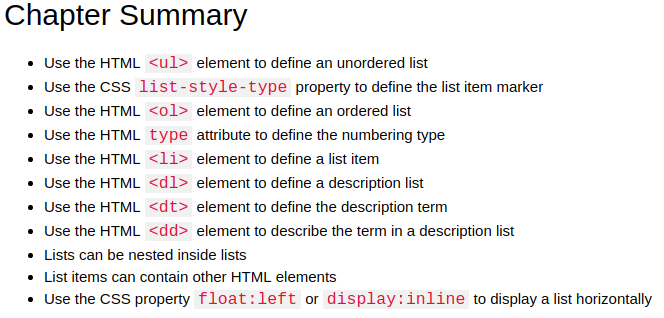 Chapter Summary
• Use the HTML <ul> element to define an unordered list
• Use the CSS list-style-type property to define the list item marker
• Use the HTML <ol> element to define an ordered list
• Use the HTML type attribute to define the numbering type
• Use the HTML <li> element to define a list item
• Use the HTML <dl> element to define a description list
• Use the HTML <dt> element to define the description term
• Use the HTML <dd> element to describe the term in a description list
• Lists can be nested inside lists
• List items can contain other HTML elements
• Use the CSS property float:left or display:inline to display a list horizontally